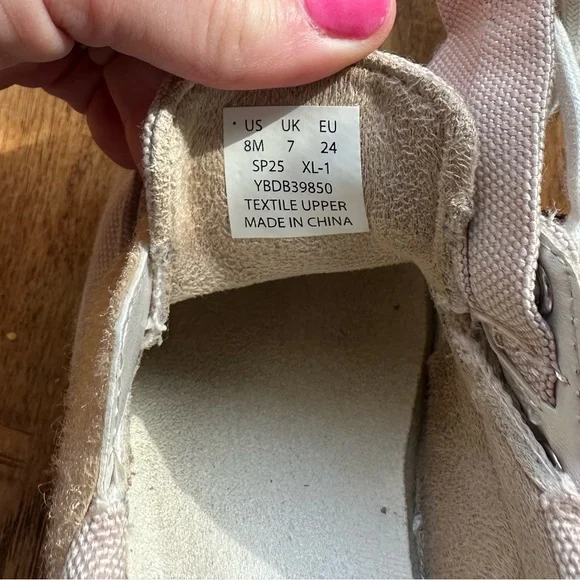 • US UK EU
8M 7 24
SP25 XL-1
YBDB39850
TEXTILE UPPER
MADE IN CHINA